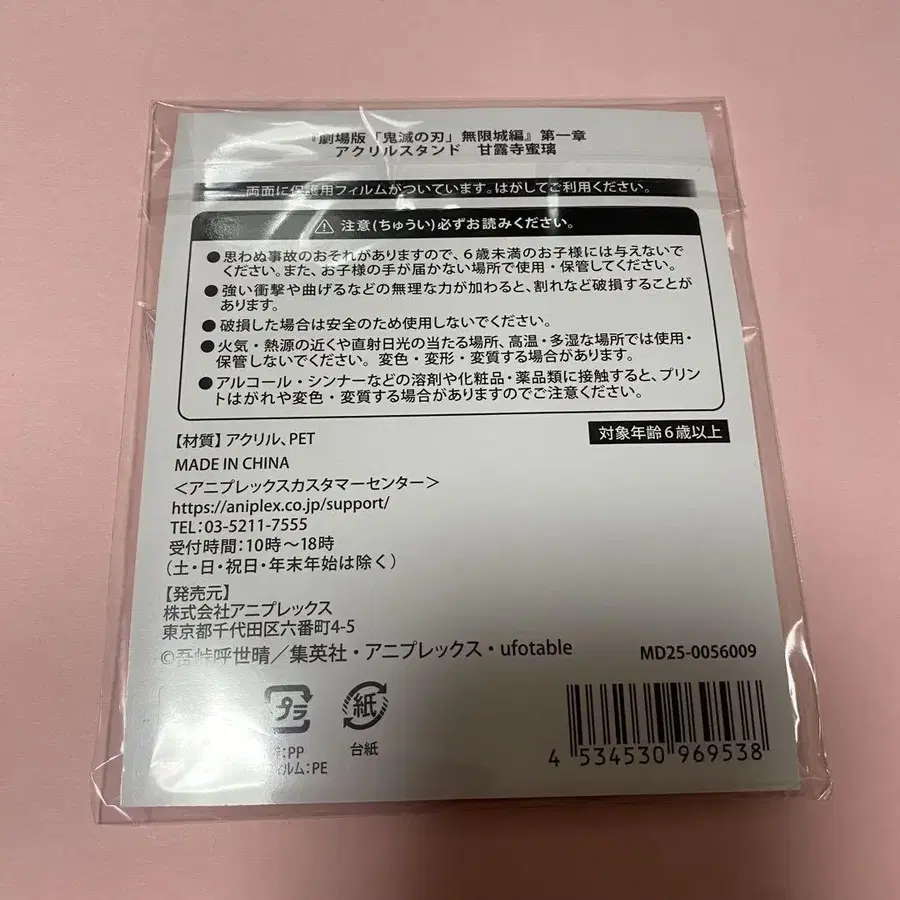 『劇場版「鬼滅の刃」無限城編』第一章
アクリルスタンド 甘露寺蜜璃
両面に保護用フィルムがついています。はがしてご利用ください。
注意(ちゅうい)必ずお読みください。
●思わぬ事故のおそれがありますので、6歳未満のお子様には与えないで
ください。また、お子様の手が届かない場所で使用・保管してください。
●強い衝撃や曲げるなどの無理な力が加わると、割れなど破損することが
あります。
●破損した場合は安全のため使用しないでください。
●火気・熱源の近くや直射日光の当たる場所、高温・多湿な場所では使用・
保管しないでください。変色・変形・変質する場合があります。
●アルコール・シンナーなどの溶剤や化粧品・薬品類に接触すると、プリン
トはがれや変色・変質する場合がありますのでご注意ください。
【材質】アクリル、PET
対象年齢6歳以上
MADE IN CHINA
＜アニプレックスカスタマーセンター＞
https://aniplex.co.jp/support/
TEL:03-5211-7555
受付時間：10時～18時
(土・日・祝日・年末年始は除く)
【発売元】
株式会社アニプレックス
東京都千代田区六番町4-5
©吾峠呼世晴／集英社・アニプレックス・ufotable
MD25-0056009
プラ
紙
:PP
台紙
ルム:PE
4 534530 969538